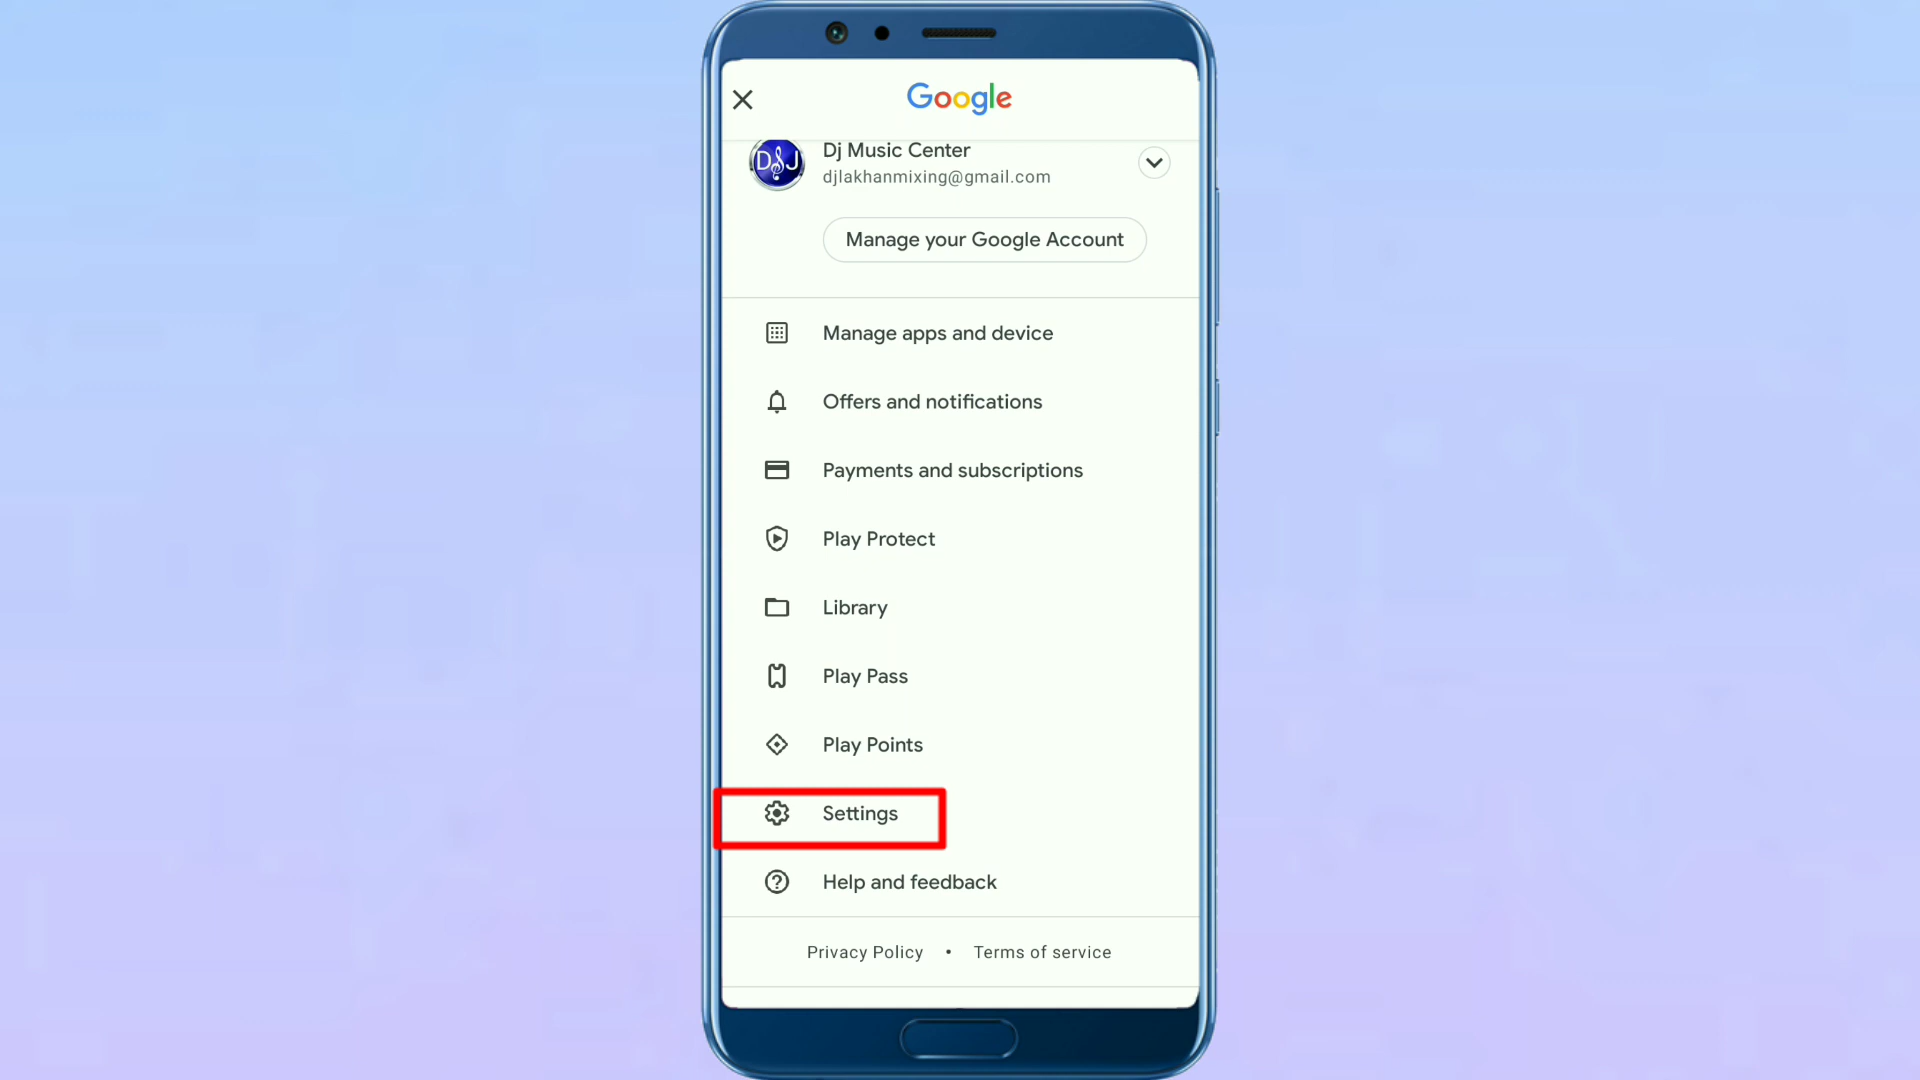 Google
DJ
Dj Music Center
djlakhanmixing@gmail.com
Manage your Google Account
Manage apps and device
Offers and notifications
Payments and subscriptions
Play Protect
Library
Play Pass
Play Points
Settings
Help and feedback
Privacy Policy • Terms of service